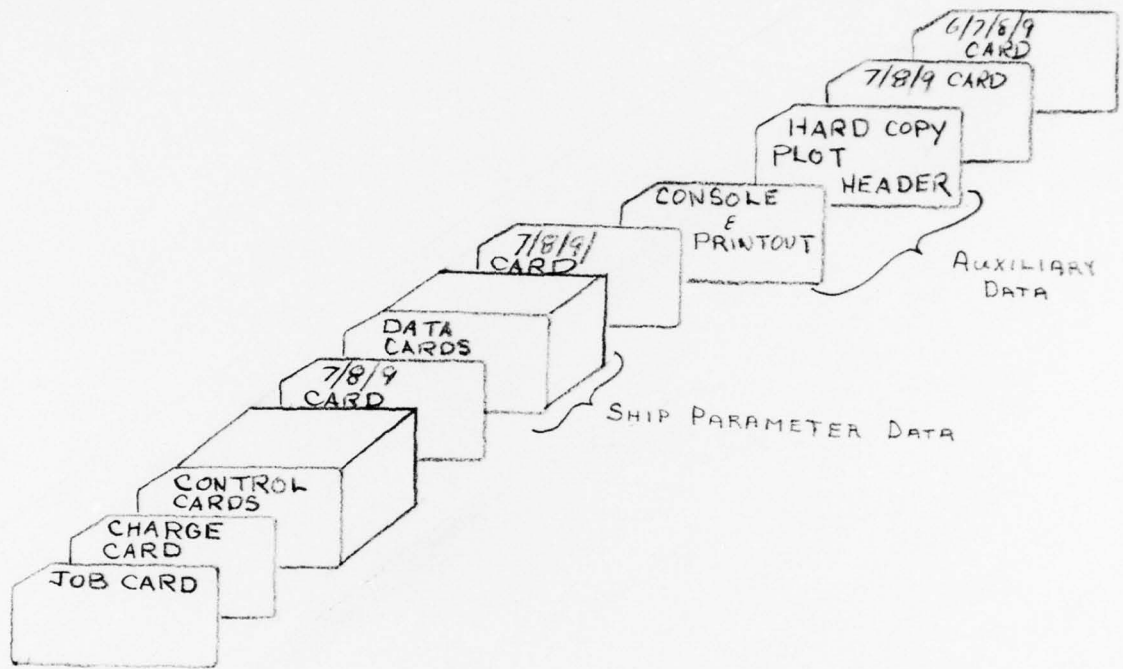 6/7/8/9
CARD
7/8/9 CARD
HARD COPY
PLOT
HEADER
CONSOLE
&
PRINTOUT
AUXILIARY
DATA
7/8/9/
CARD
DATA
CARDS
SHIP PARAMETER DATA
7/8/9
CARD
CONTROL
CARDS
CHARGE
CARD
JOB CARD